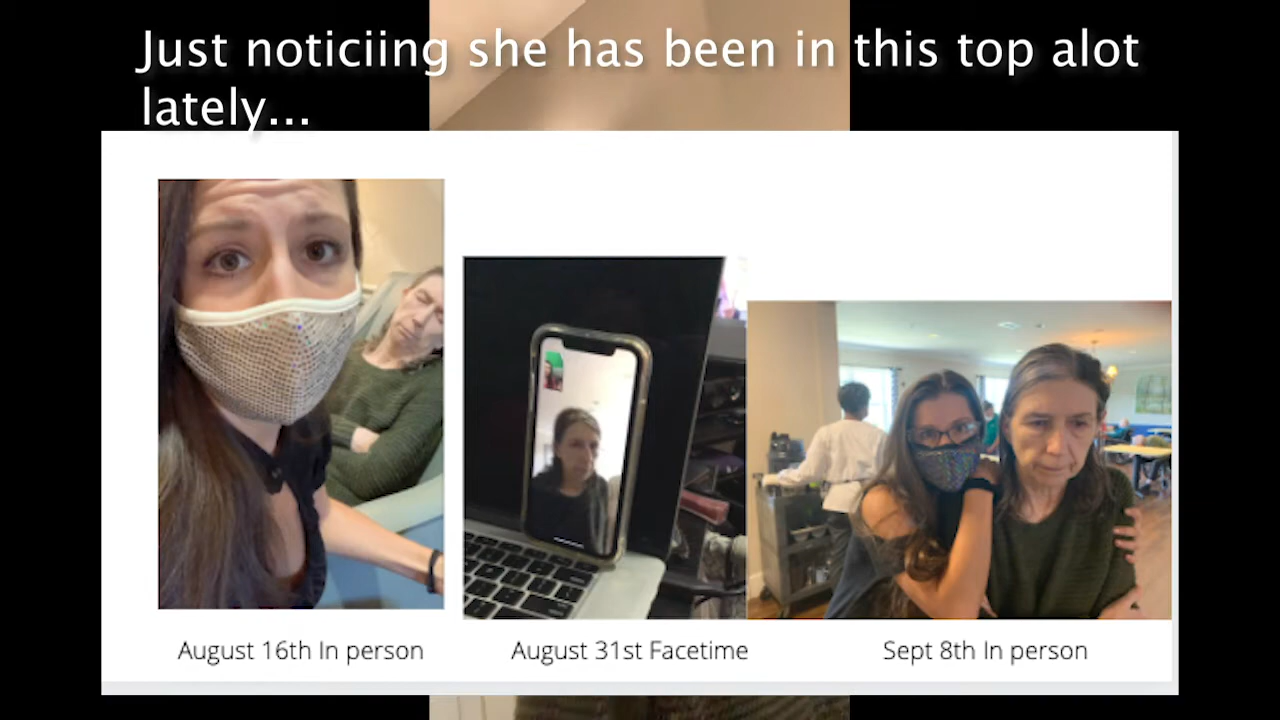 Just noticiing she has been in this top alot
lately...
August 16th In person
August 31st Facetime
Sept 8th In person